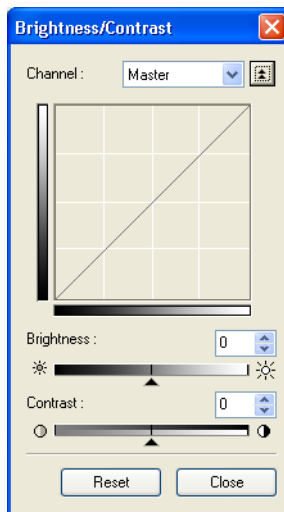 Brightness/Contrast
Channel : Master
Brightness : 0
Contrast : 0
Reset Close